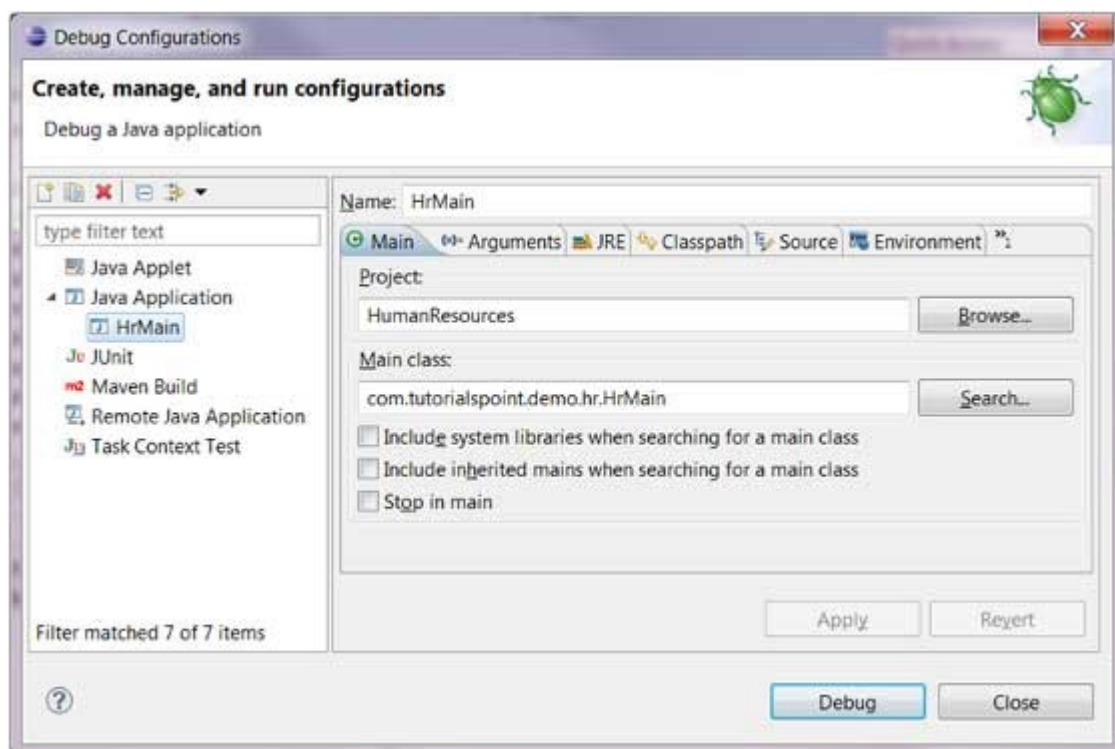 Debug Configurations
Create, manage, and run configurations
Debug a Java application
type filter text
Java Applet
Java Application
HrMain
JUnit
Maven Build
Remote Java Application
Task Context Test
Filter matched 7 of 7 items
Name: HrMain
Main Arguments JRE Classpath Source Environment »1
Project:
HumanResources Browse...
Main class:
com.tutorialspoint.demo.hr.HrMain Search...
Include system libraries when searching for a main class
Include inherited mains when searching for a main class
Stop in main
Apply Revert
Debug Close